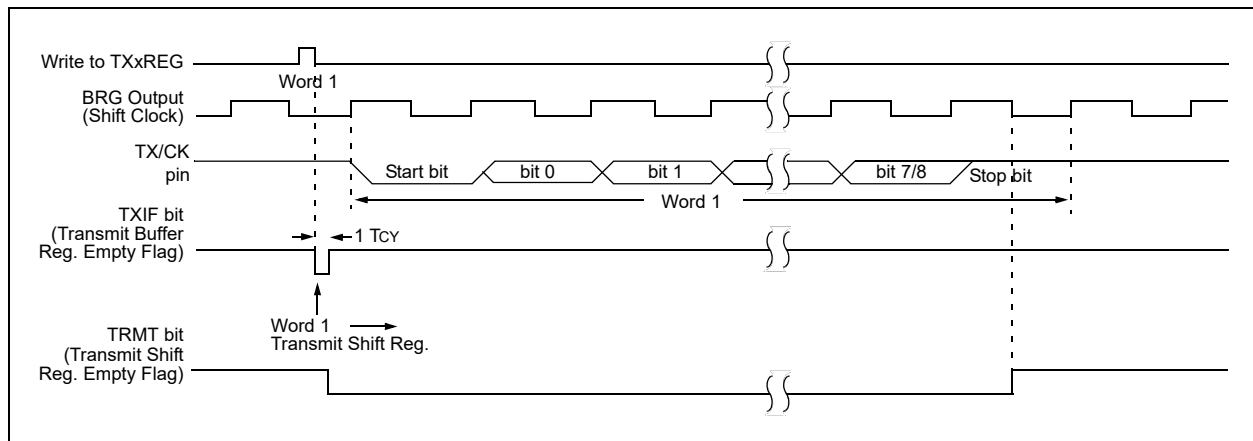 Write to TXxREG
Word 1
BRG Output
(Shift Clock)
TX/CK
pin
Start bit
bit 0
bit 1
bit 7/8
Stop bit
Word 1
TXIF bit
(Transmit Buffer
Reg. Empty Flag)
1 TCY
Word 1
Transmit Shift Reg.
TRMT bit
(Transmit Shift
Reg. Empty Flag)